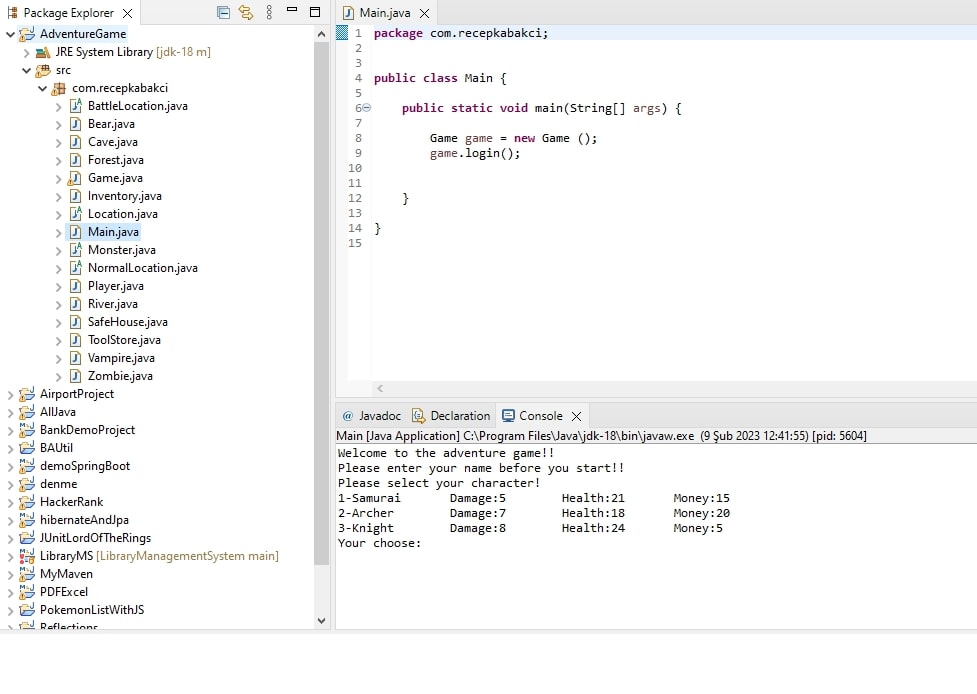 Package Explorer
AdventureGame
JRE System Library [jdk-18 m]
src
com.recepkabakci
BattleLocation.java
Bear.java
Cave.java
Forest.java
Game.java
Inventory.java
Location.java
Main.java
Monster.java
NormalLocation.java
Player.java
River.java
SafeHouse.java
ToolStore.java
Vampire.java
Zombie.java
AirportProject
AllJava
BankDemoProject
BAUtil
demoSpringBoot
denme
HackerRank
hibernateAndJpa
JUnitLordOfTheRings
LibraryMS [LibraryManagementSystem main]
MyMaven
PDFExcel
PokemonListWithJS
Reflections
Main.java
1 package com.recepkabakci;
2
3
4 public class Main {
5
6 public static void main(String[] args) {
7
8 Game game = new Game ();
9 game.login();
10
11
12 }
13
14 }
15
@ Javadoc Declaration Console
Main [Java Application] C:\Program Files\Java\jdk-18\bin\javaw.exe (9 Şub 2023 12:41:55) [pid: 5604]
Welcome to the adventure game!!
Please enter your name before you start!!
Please select your character!
1-Samurai Damage:5 Health:21 Money:15
2-Archer Damage:7 Health:18 Money:20
3-Knight Damage:8 Health:24 Money:5
Your choose: